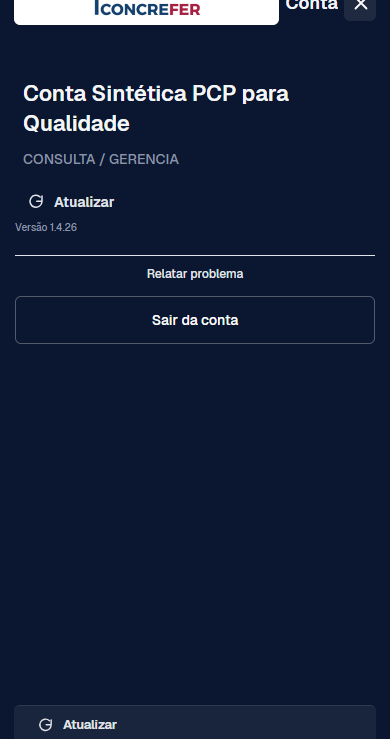 ICONCREFER
Conta
Conta Sintética PCP para
Qualidade
CONSULTA / GERENCIA
Atualizar
Versão 1.4.26
Relatar problema
Sair da conta
Atualizar